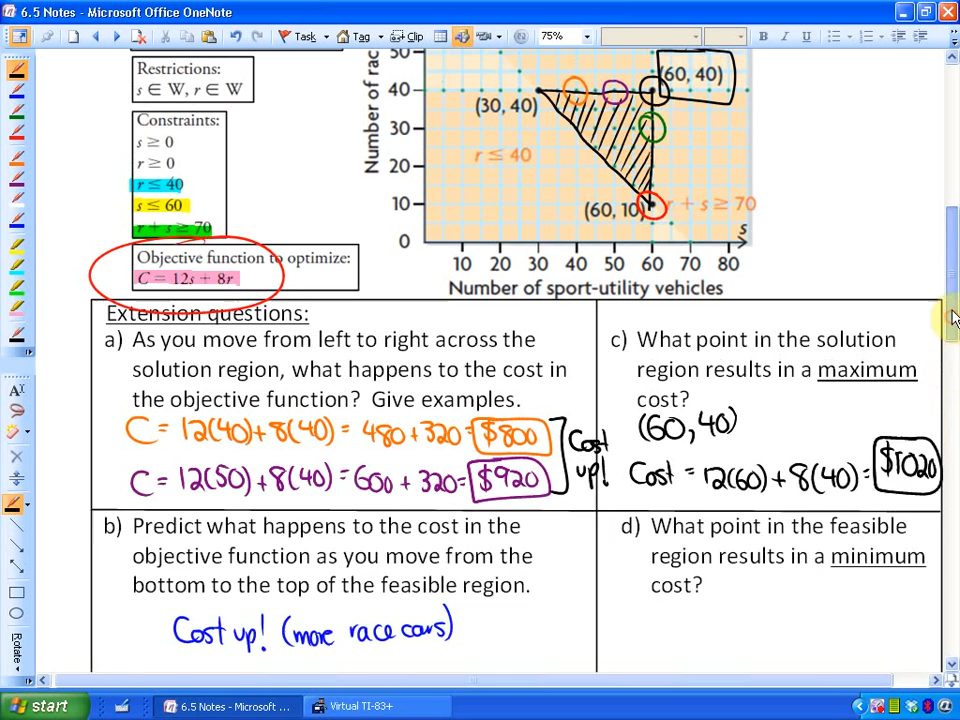 6.5 Notes - Microsoft Office OneNote
Task
Tag
Clip
75%
B
I
U
Restrictions:
s ∈ W, r ∈ W
Constraints:
s ≥ 0
r ≥ 0
r ≤ 40
s ≤ 60
r + s ≥ 70
Objective function to optimize:
C = 12s + 8r
Number of rac
50
40
30
20
10
0
(60, 40)
(30, 40)
r ≤ 40
(60, 10)
r + s ≥ 70
s
10 20 30 40 50 60 70 80
Number of sport-utility vehicles
Extension questions:
a) As you move from left to right across the
solution region, what happens to the cost in
the objective function? Give examples.
C = 12(40)+8(40) = 480+320= $800
C = 12(50)+8(40)=600+320= $920
Cost
up!
b) Predict what happens to the cost in the
objective function as you move from the
bottom to the top of the feasible region.
Cost up! (more race cars)
c) What point in the solution
region results in a maximum
cost?
(60,40)
Cost = 12(60)+8(40)= $1020
d) What point in the feasible
region results in a minimum
cost?
Rotate
start
6.5 Notes - Microsoft ...
Virtual TI-83+